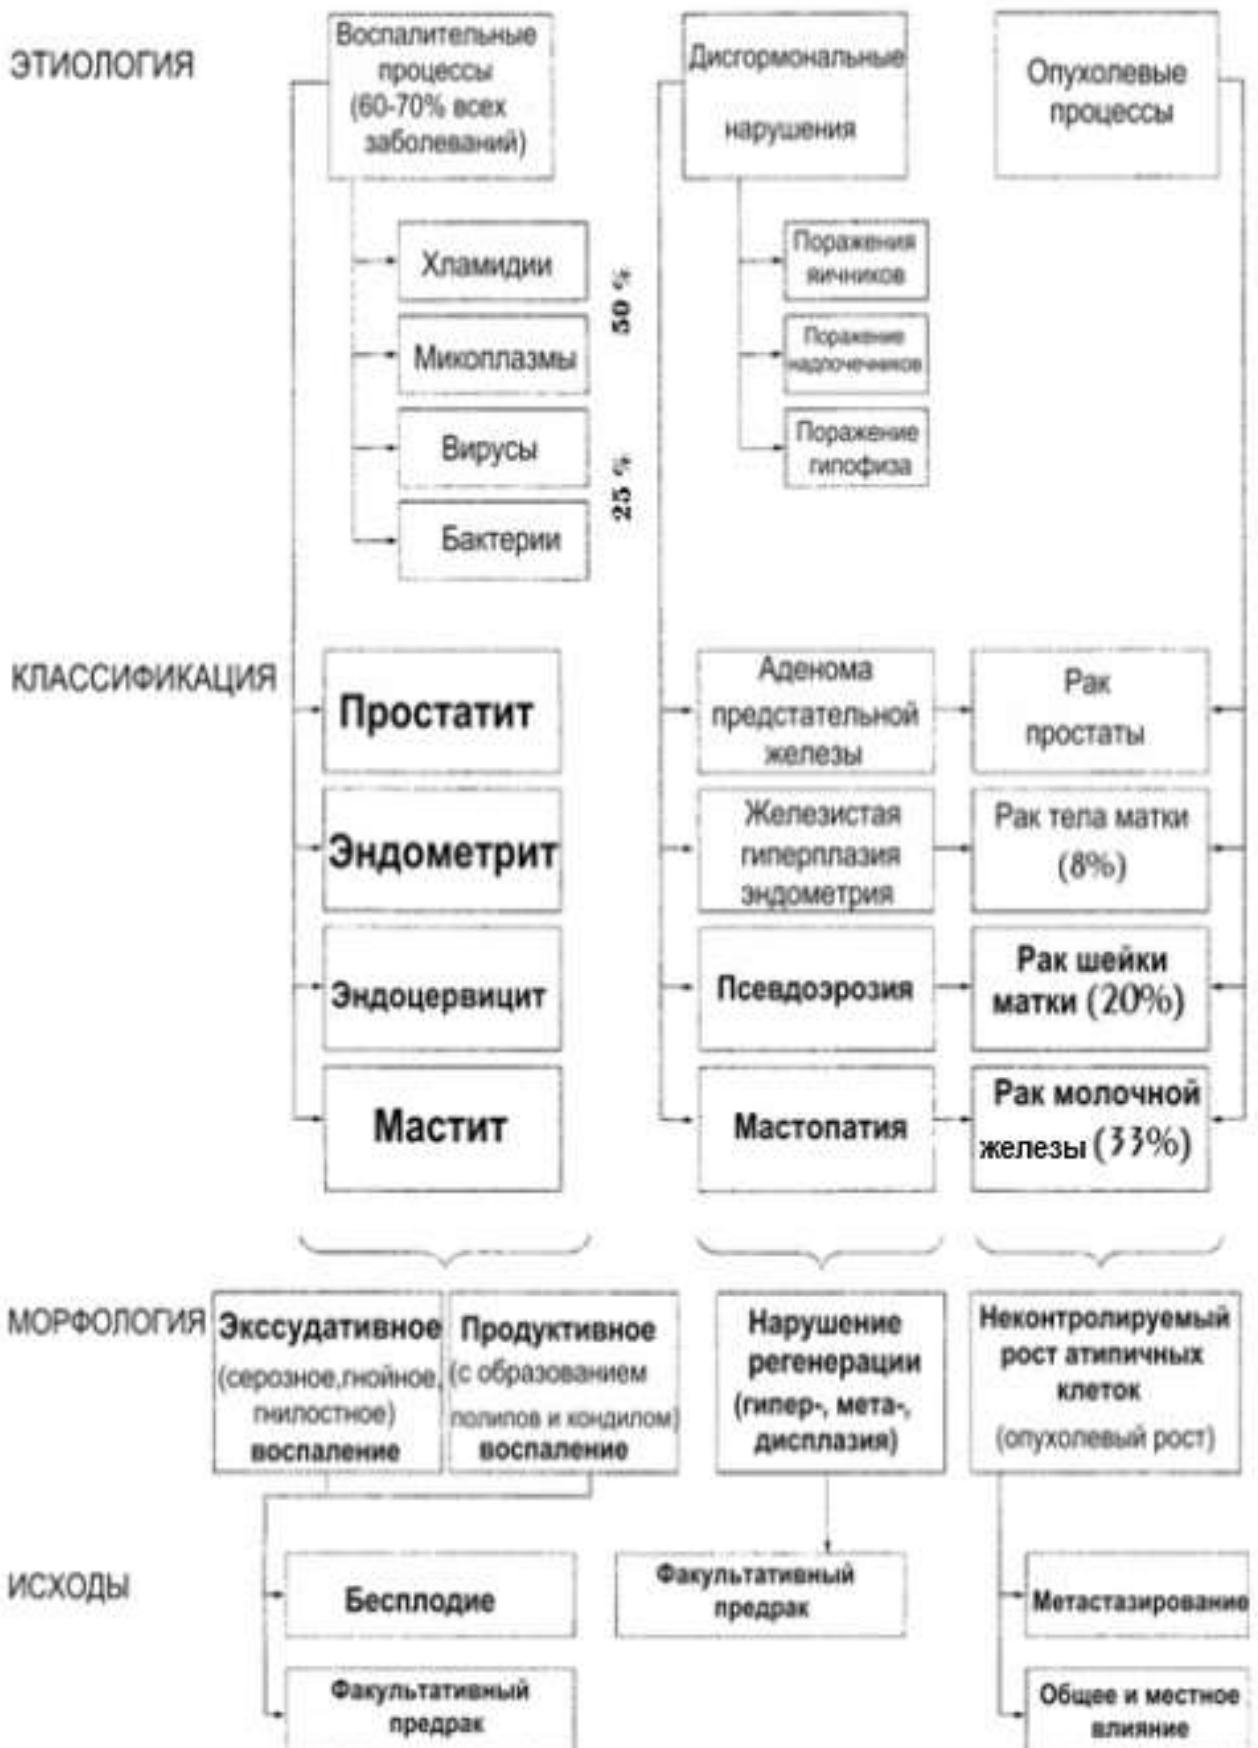 ЭТИОЛОГИЯ
Воспалительные
процессы
(60-70% всех
заболеваний)
Дисгормональные
нарушения
Опухолевые
процессы
Хламидии
Микоплазмы
50 %
Вирусы
Бактерии
25 %
Поражения
яичников
Поражение
надпочечников
Поражение
гипофиза
КЛАССИФИКАЦИЯ
Простатит
Аденома
предстательной
железы
Рак
простаты
Эндометрит
Железистая
гиперплазия
эндометрия
Рак тела матки
(8%)
Эндоцервицит
Псевдоэрозия
Рак шейки
матки (20%)
Мастит
Мастопатия
Рак молочной
железы (33%)
МОРФОЛОГИЯ
Экссудативное
(серозное,гнойное,
гнилостное)
воспаление
Продуктивное
(с образованием
полипов и кондилом)
воспаление
Нарушение
регенерации
(гипер-, мета-,
дисплазия)
Неконтролируемый
рост атипичных
клеток
(опухолевый рост)
ИСХОДЫ
Бесплодие
Факультативный
предрак
Факультативный
предрак
Метастазирование
Общее и местное
влияние